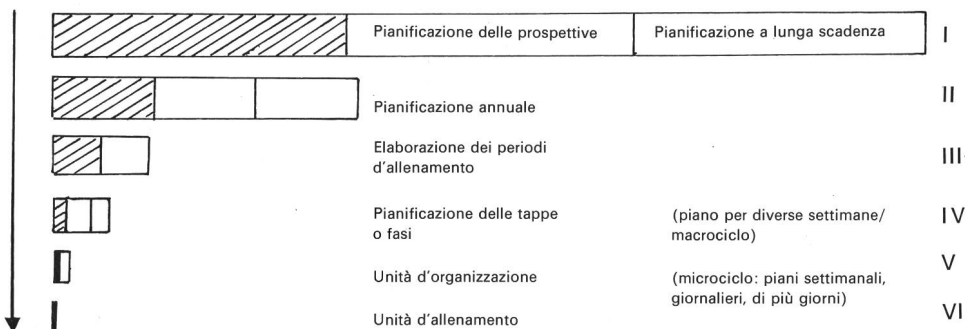 Pianificazione delle prospettive
Pianificazione a lunga scadenza
I
Pianificazione annuale
II
Elaborazione dei periodi
d'allenamento
III
Pianificazione delle tappe
o fasi
(piano per diverse settimane/
macrociclo)
IV
Unità d'organizzazione
(microciclo: piani settimanali,
giornalieri, di più giorni)
V
Unità d'allenamento
VI